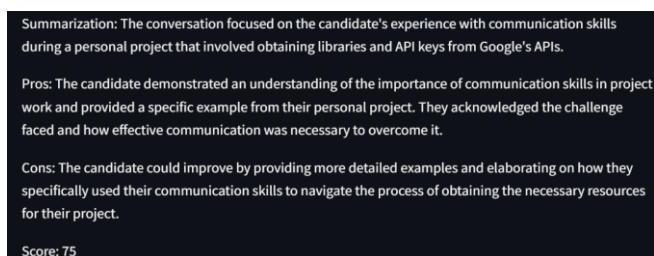 Summarization: The conversation focused on the candidate's experience with communication skills
during a personal project that involved obtaining libraries and API keys from Google's APIs.
Pros: The candidate demonstrated an understanding of the importance of communication skills in project
work and provided a specific example from their personal project. They acknowledged the challenge
faced and how effective communication was necessary to overcome it.
Cons: The candidate could improve by providing more detailed examples and elaborating on how they
specifically used their communication skills to navigate the process of obtaining the necessary resources
for their project.
Score: 75